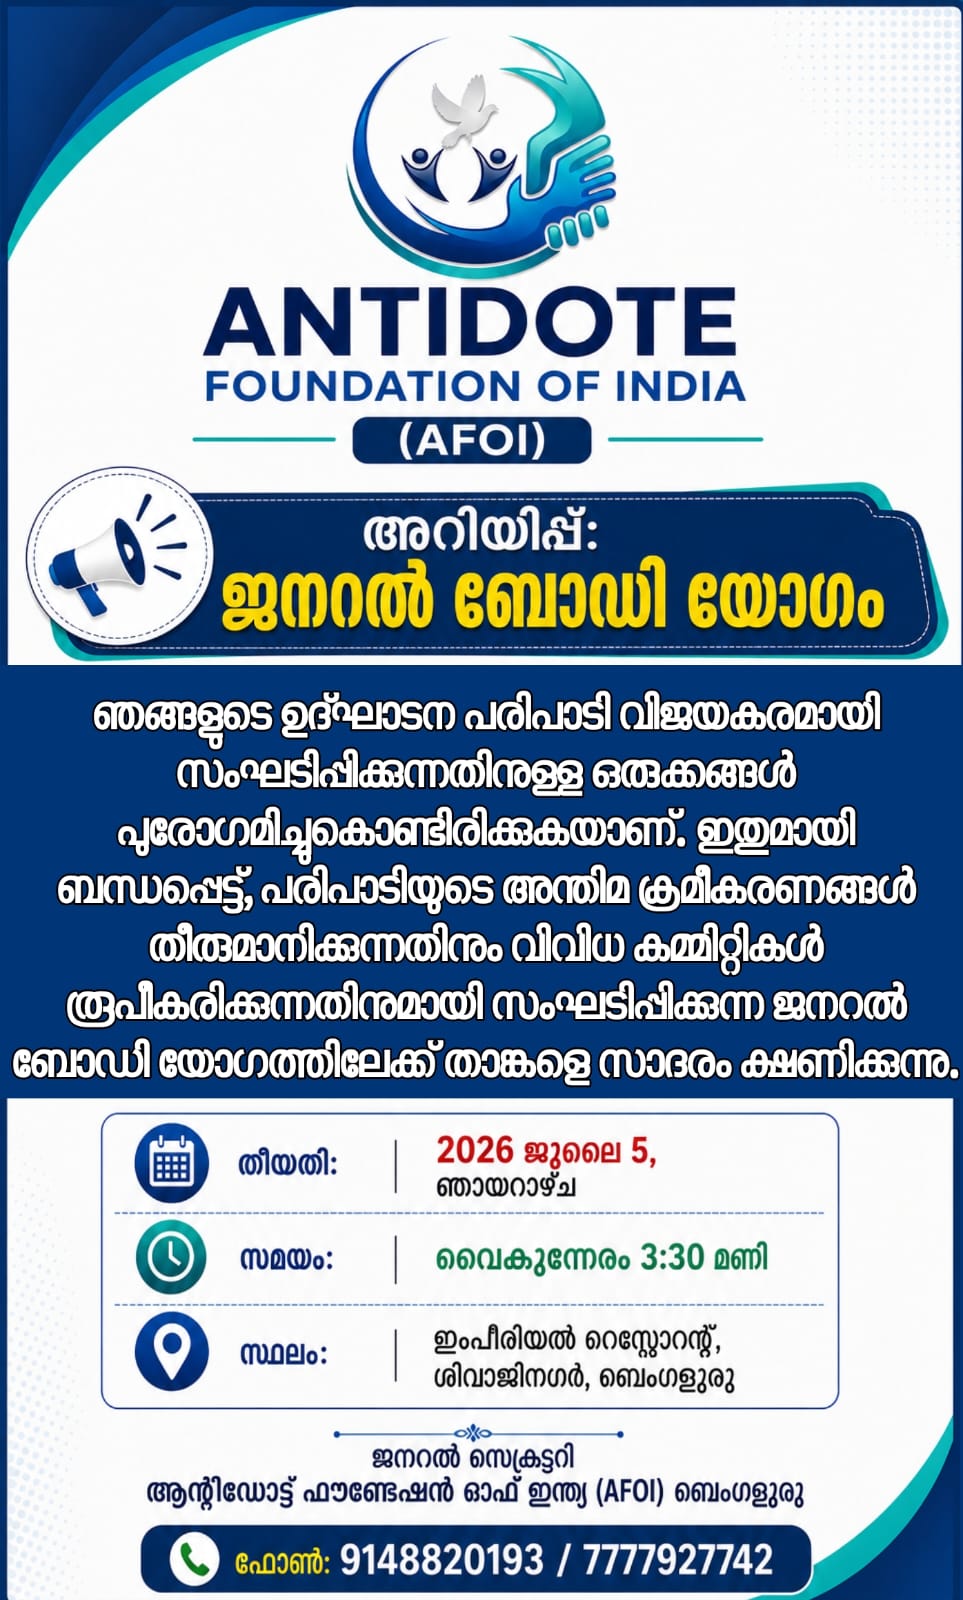 ANTIDOTE
FOUNDATION OF INDIA
(AFOI)
അറിയിപ്പ്:
ജനറൽ ബോഡി യോഗം
ഞങ്ങളുടെ ഉദ്ഘാടന പരിപാടി വിജയകരമായി
സംഘടിപ്പിക്കുന്നതിനുള്ള ഒരുക്കങ്ങൾ
പുരോഗമിച്ചുകൊണ്ടിരിക്കുകയാണ്. ഇതുമായി
ബന്ധപ്പെട്ട്, പരിപാടിയുടെ അന്തിമ ക്രമീകരണങ്ങൾ
തീരുമാനിക്കുന്നതിനും വിവിധ കമ്മിറ്റികൾ
രൂപീകരിക്കുന്നതിനുമായി സംഘടിപ്പിക്കുന്ന ജനറൽ
ബോഡി യോഗത്തിലേക്ക് താങ്കളെ സാദരം ക്ഷണിക്കുന്നു.
തീയതി: 2026 ജൂലൈ 5,
ഞായറാഴ്ച
സമയം: വൈകുന്നേരം 3:30 മണി
സ്ഥലം: ഇംപീരിയൽ റെസ്റ്റോറന്റ്,
ശിവാജിനഗർ, ബെംഗളൂരു
ജനറൽ സെക്രട്ടറി
ആന്റിഡോട്ട് ഫൗണ്ടേഷൻ ഓഫ് ഇന്ത്യ (AFOI) ബെംഗളൂരു
ഫോൺ: 9148820193 / 7777927742